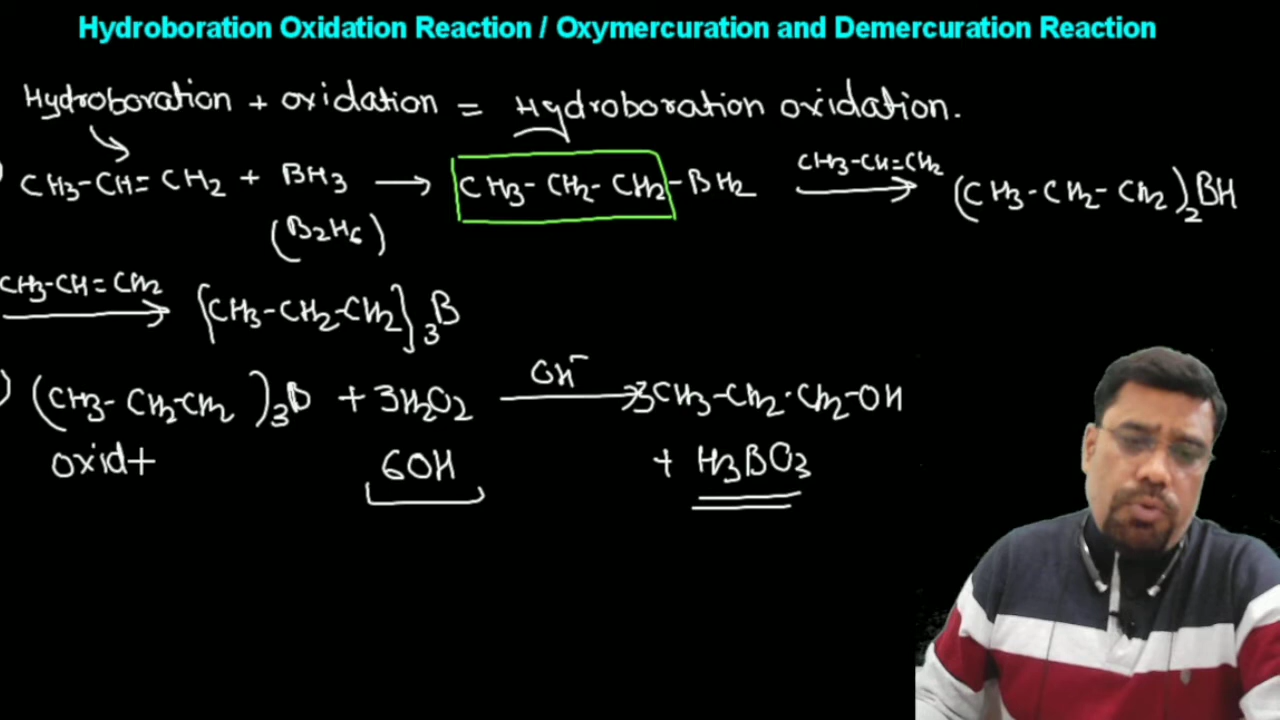 Hydroboration Oxidation Reaction / Oxymercuration and Demercuration Reaction
Hydroboration + oxidation = Hydroboration oxidation.
) CH3-CH=CH2 + BH3 → CH3-CH2-CH2-BH2 CH3-CH=CH2 → (CH3-CH2-CH2)2BH
(B2H6)
CH3-CH=CH2 → [CH3-CH2-CH2]3B
) (CH3-CH2-CH2)3B + 3H2O2 OH⁻ → 3CH3-CH2-CH2-OH
oxid+ 6OH + H3BO3